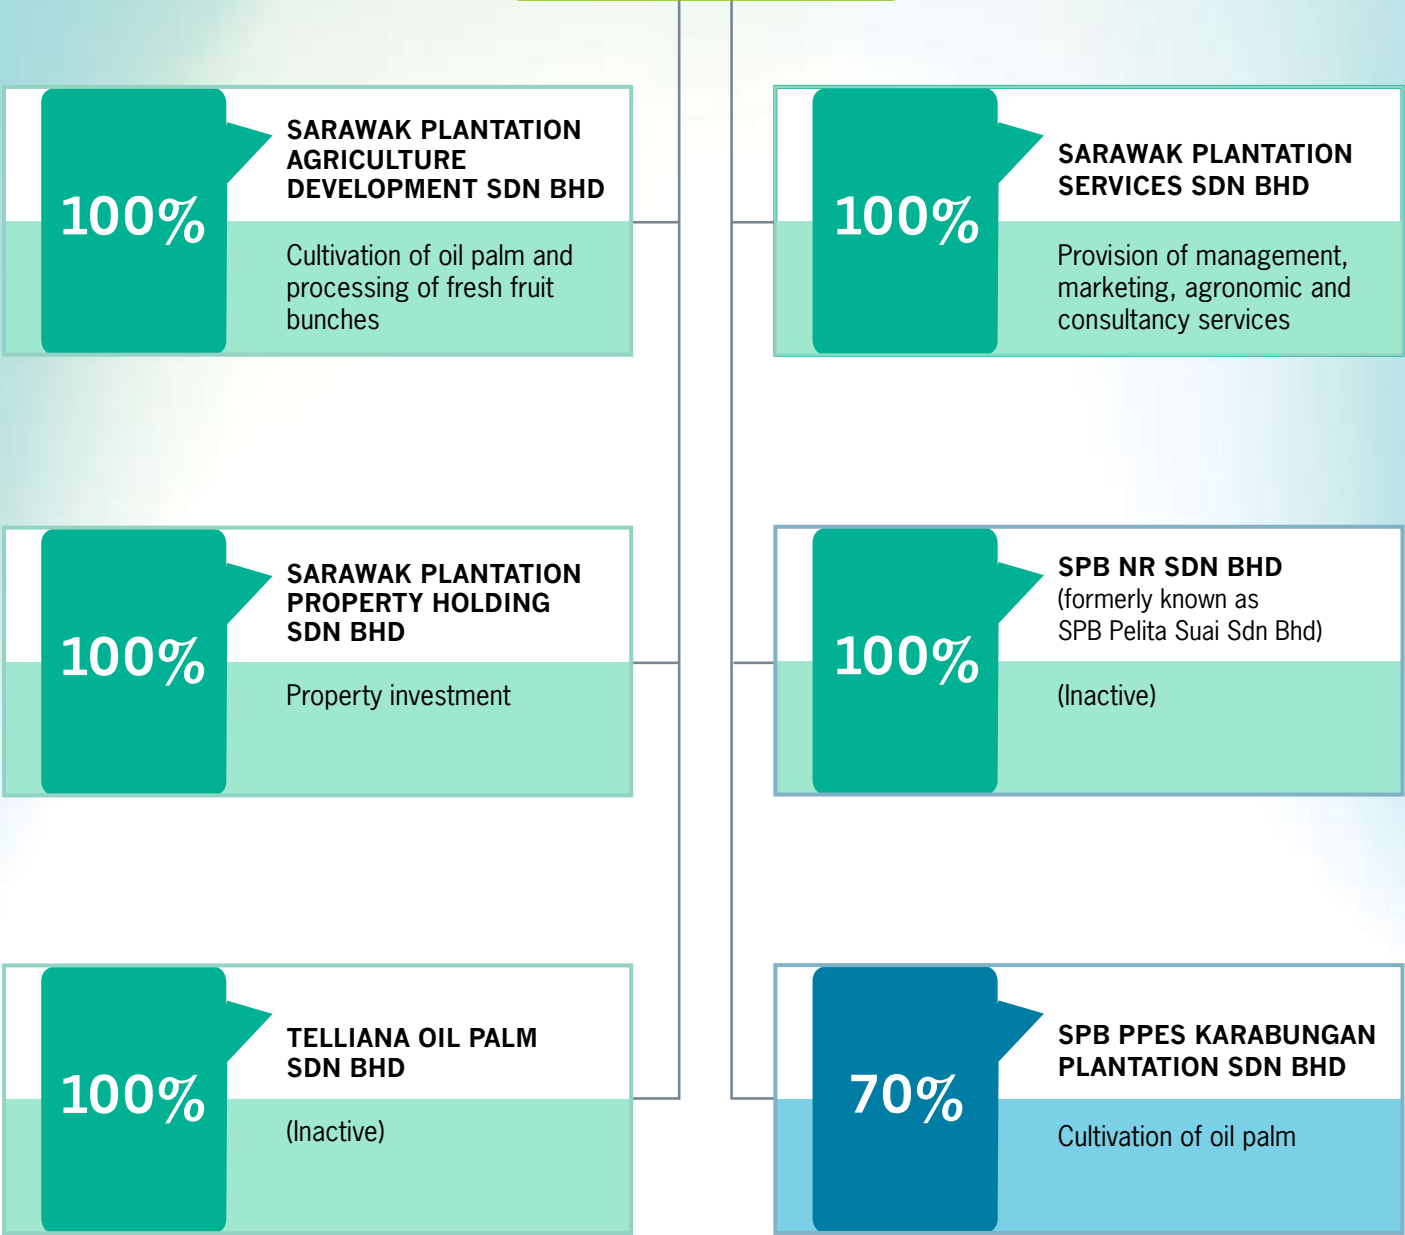 100%
SARAWAK PLANTATION
AGRICULTURE
DEVELOPMENT SDN BHD
Cultivation of oil palm and
processing of fresh fruit
bunches
100%
SARAWAK PLANTATION
SERVICES SDN BHD
Provision of management,
marketing, agronomic and
consultancy services
100%
SARAWAK PLANTATION
PROPERTY HOLDING
SDN BHD
Property investment
100%
SPB NR SDN BHD
(formerly known as
SPB Pelita Suai Sdn Bhd)
(Inactive)
100%
TELLIANA OIL PALM
SDN BHD
(Inactive)
70%
SPB PPES KARABUNGAN
PLANTATION SDN BHD
Cultivation of oil palm